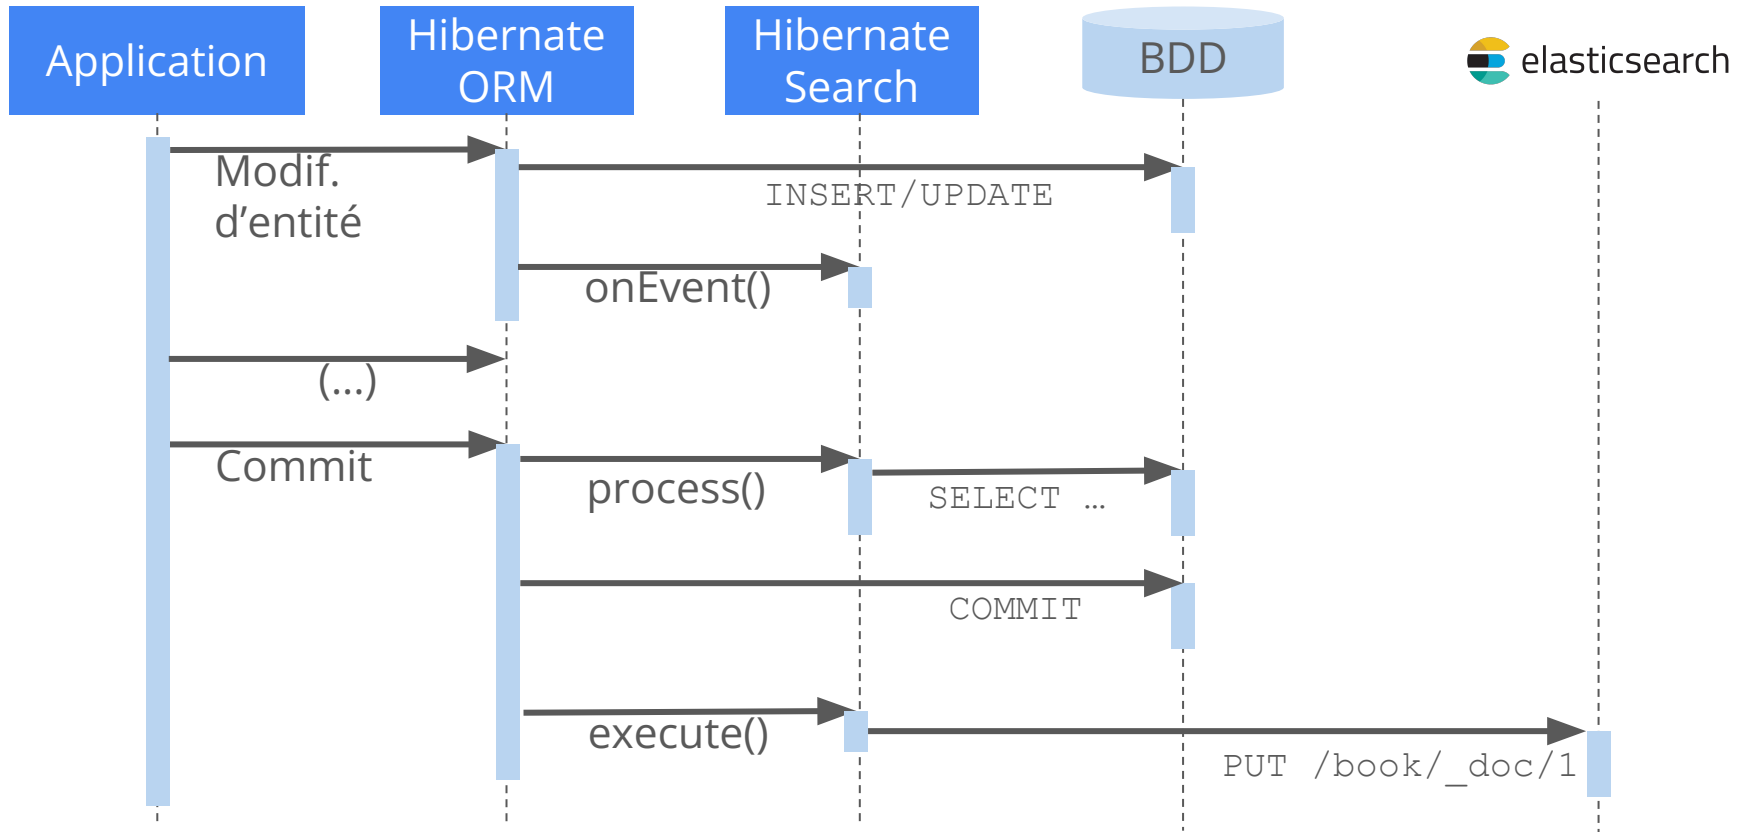 Application
Hibernate
ORM
Hibernate
Search
BDD
elasticsearch
Modif.
d’entité
INSERT/UPDATE
onEvent()
(...)
Commit
process()
SELECT …
COMMIT
execute()
PUT /book/_doc/1